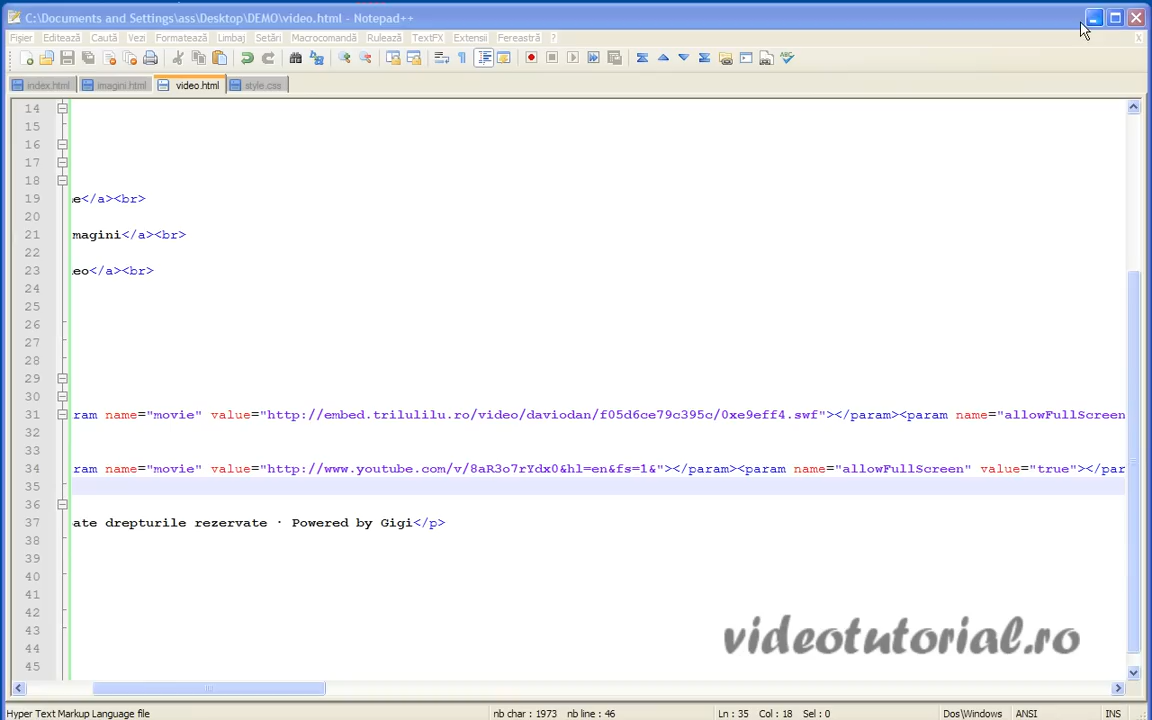 C:\Documents and Settings\ass\Desktop\DEMO\video.html - Notepad++
Fişier Editează Caută Vezi Formatează Limbaj Setări Macrocomandă Rulează TextFX Extensii Fereastră ? X
index.html imagini.html video.html style.css
14
15
16
17
18
19 e</a><br>
20
21 magini</a><br>
22
23 eo</a><br>
24
25
26
27
28
29
30
31 ram name="movie" value="http://embed.trilulilu.ro/video/daviodan/f05d6ce79c395c/0xe9eff4.swf"></param><param name="allowFullScreen
32
33
34 ram name="movie" value="http://www.youtube.com/v/8aR3o7rYdx0&hl=en&fs=1&"></param><param name="allowFullScreen" value="true"></par
35
36
37 ate drepturile rezervate · Powered by Gigi</p>
38
39
40
41
42
43
44
45
videotutorial.ro
Hyper Text Markup Language file nb char : 1973 nb line : 46 Ln : 35 Col : 18 Sel : 0 Dos\Windows ANSI INS